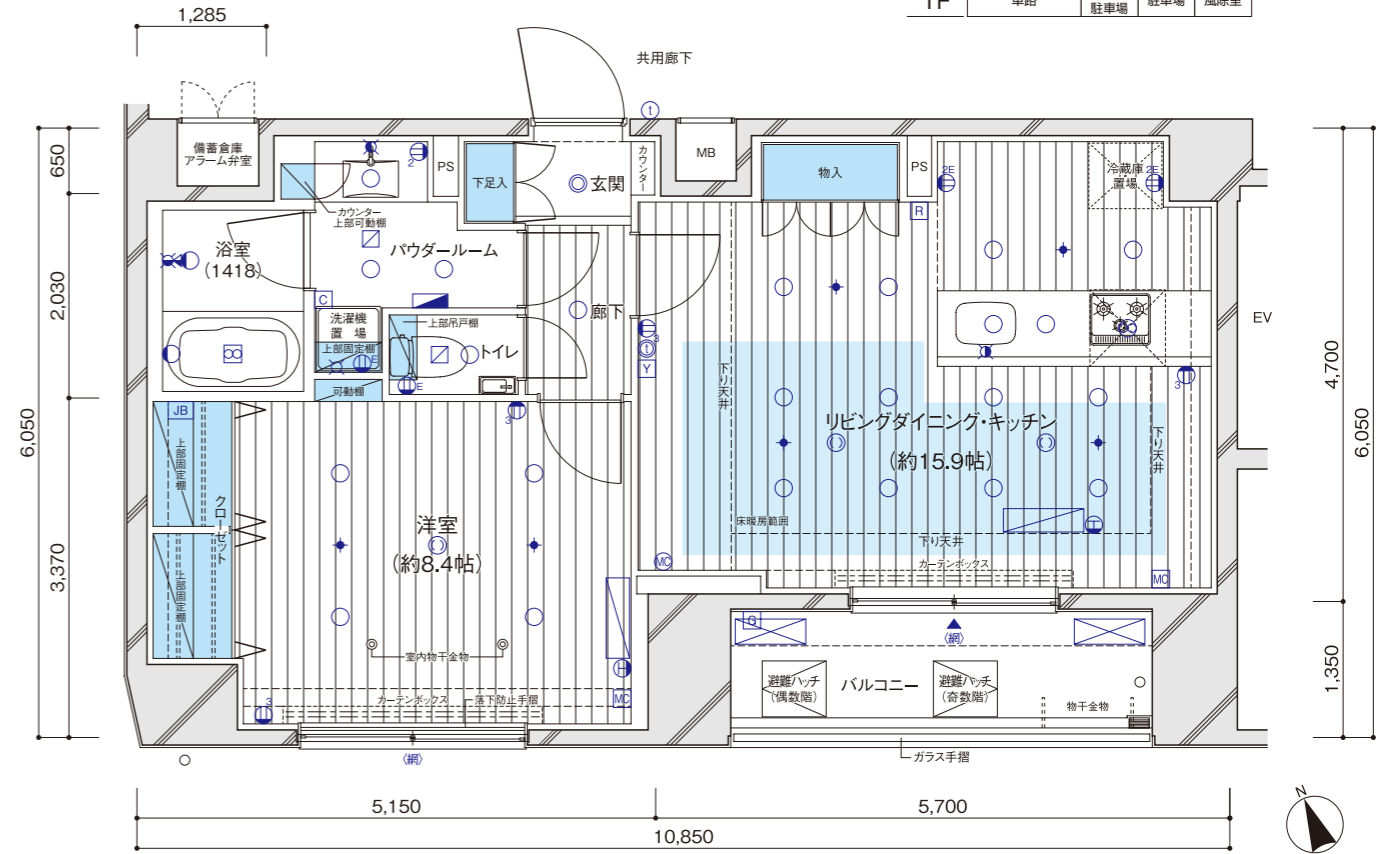 1F
車路
駐車場
駐車場
風除室
1,285
共用廊下
備蓄倉庫
アラーム弁室
PS
下足入
玄関
カウンター
MB
物入
PS
冷蔵庫
置場
2
2E
2E
t
R
カウンター
上部可動棚
浴室
(1418)
パウダールーム
C
洗濯機
置場
上部固定棚
E
可動棚
上部吊戸棚
トイレ
E
廊下
3
t
Y
下り天井
EV
3
リビングダイニング・キッチン
(約15.9帖)
下り天井
床暖房範囲
下り天井
カーテンボックス
MC
MC
JB
上部固定棚
クローゼット
上部固定棚
3
洋室
(約8.4帖)
室内物干金物
カーテンボックス
落下防止手摺
3
MC
〈網〉
G
〈網〉
避難ハッチ
(偶数階)
バルコニー
避難ハッチ
(奇数階)
物干金物
ガラス手摺
650
2,030
3,370
6,050
4,700
1,350
6,050
5,150
5,700
10,850
N